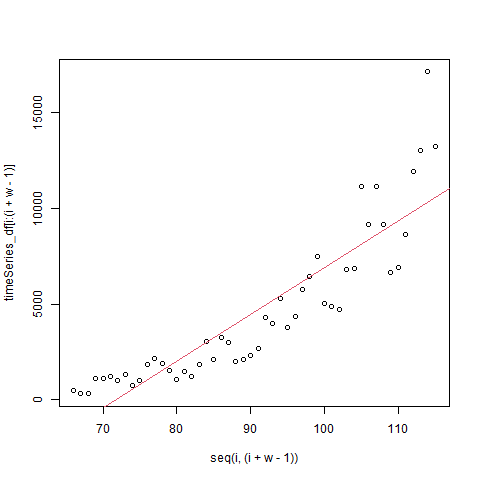 15000
10000
5000
0
timeSeries_df[i:(i + w - 1)]
70 80 90 100 110
seq(i, (i + w - 1))